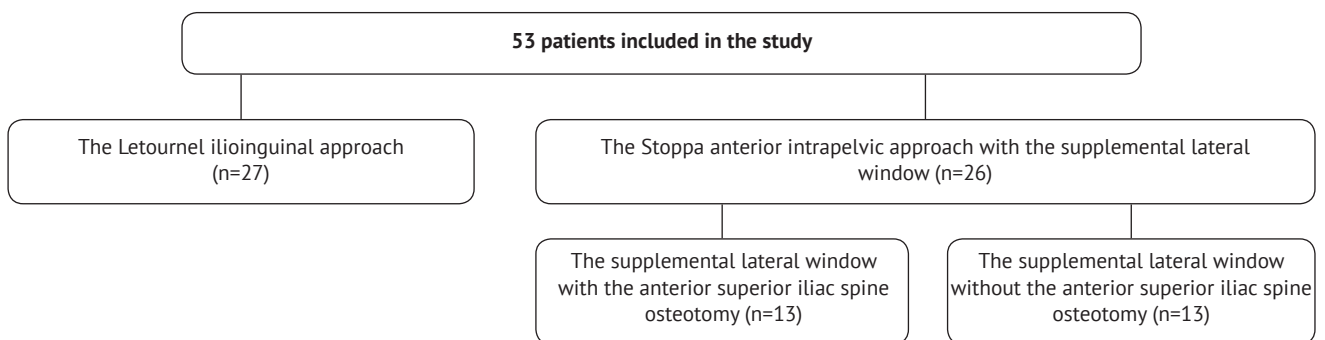 53 patients included in the study
The Letournel ilioinguinal approach
(n=27)
The Stoppa anterior intrapelvic approach with the supplemental lateral
window (n=26)
The supplemental lateral window
with the anterior superior iliac spine
osteotomy (n=13)
The supplemental lateral window
without the anterior superior iliac spine
osteotomy (n=13)